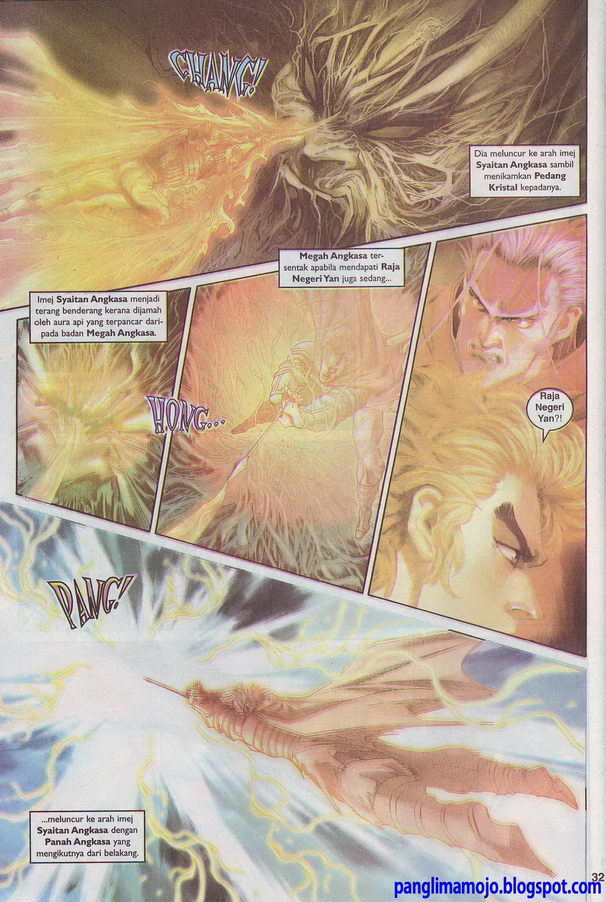 CHANG!
Dia meluncur ke arah imej
Syaitan Angkasa sambil
menikamkan Pedang
Kristal kepadanya.
Imej Syaitan Angkasa menjadi
terang benderang kerana dijamah
oleh aura api yang terpancar dari-
pada badan Megah Angkasa.
Megah Angkasa ter-
sentak apabila mendapati Raja
Negeri Yan juga sedang...
HONG...
Raja
Negeri
Yan?!
PANG!
...meluncur ke arah imej
Syaitan Angkasa dengan
Panah Angkasa yang
mengikutnya dari belakang.
32
panglimamojo.blogspot.com